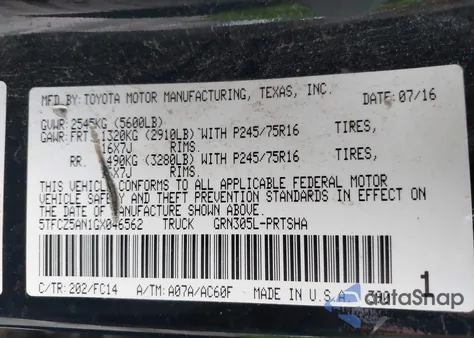 MFD.BY: TOYOTA MOTOR MANUFACTURING, TEXAS, INC. DATE: 07/16
GVWR: 2545KG (5600LB)
GAWR: FRT. 1320KG (2910LB) WITH P245/75R16 TIRES,
16X7J RIMS.
RR. 1490KG (3280LB) WITH P245/75R16 TIRES,
16X7J RIMS.
THIS VEHICLE CONFORMS TO ALL APPLICABLE FEDERAL MOTOR
VEHICLE SAFETY AND THEFT PREVENTION STANDARDS IN EFFECT ON
THE DATE OF MANUFACTURE SHOWN ABOVE.
5TFCZ5AN1GX046562 TRUCK GRN305L-PRTSHA
C/TR: 202/FC14 A/TM: A07A/AC60F MADE IN U.S.A. 390
1
autoSnap